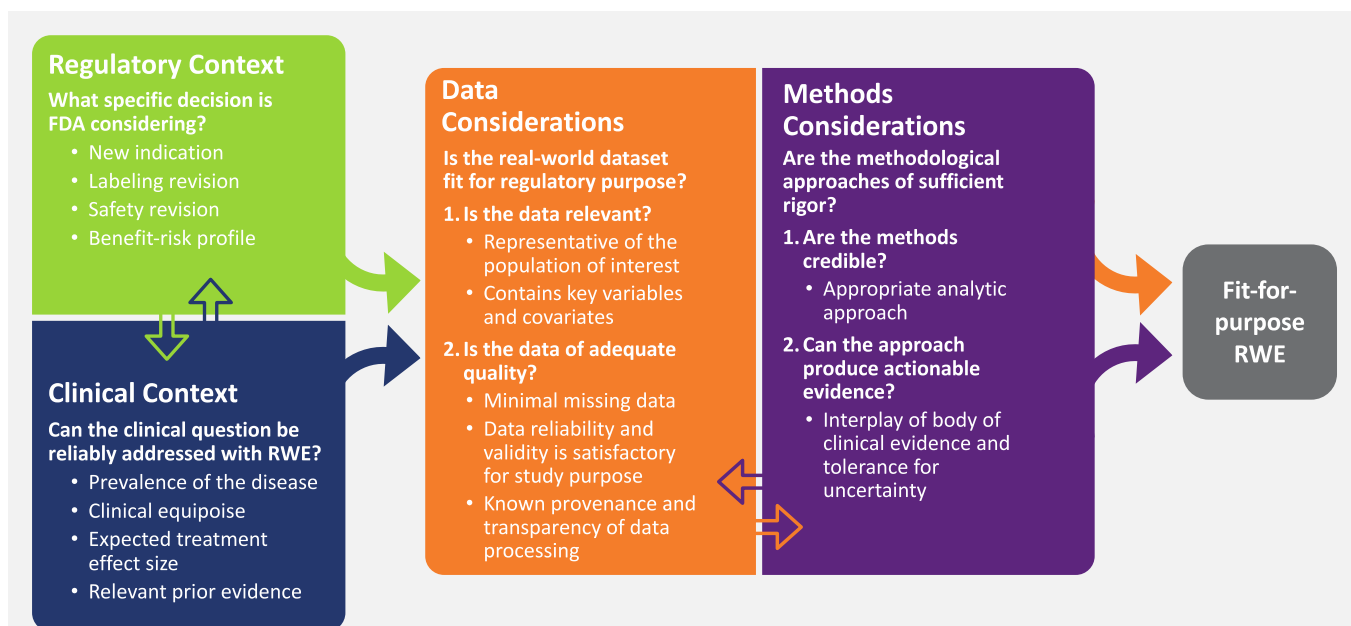 Regulatory Context
What specific decision is
FDA considering?
• New indication
• Labeling revision
• Safety revision
• Benefit-risk profile
Clinical Context
Can the clinical question be
reliably addressed with RWE?
• Prevalence of the disease
• Clinical equipoise
• Expected treatment
effect size
• Relevant prior evidence
Data
Considerations
Is the real-world dataset
fit for regulatory purpose?
1. Is the data relevant?
• Representative of the
population of interest
• Contains key variables
and covariates
2. Is the data of adequate
quality?
• Minimal missing data
• Data reliability and
validity is satisfactory
for study purpose
• Known provenance and
transparency of data
processing
Methods
Considerations
Are the methodological
approaches of sufficient
rigor?
1. Are the methods
credible?
• Appropriate analytic
approach
2. Can the approach
produce actionable
evidence?
• Interplay of body of
clinical evidence and
tolerance for
uncertainty
Fit-for-
purpose
RWE